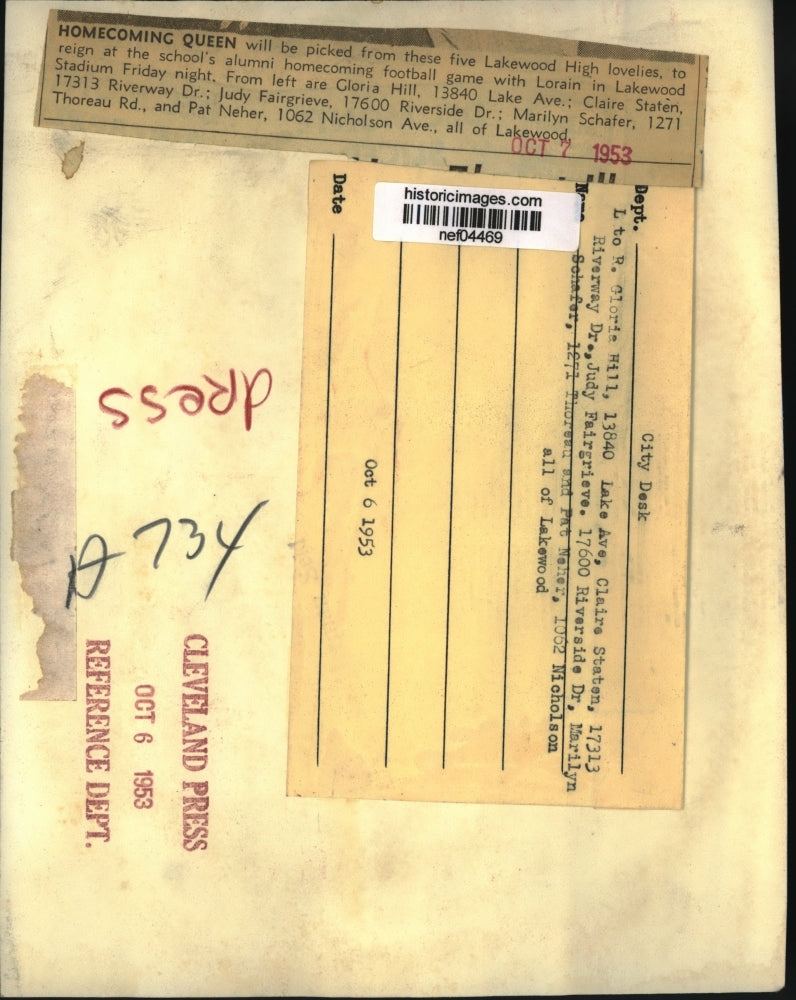 HOMECOMING QUEEN will be picked from these five Lakewood High lovelies, to
reign at the school's alumni homecoming football game with Lorain in Lakewood
Stadium Friday night. From left are Gloria Hill, 13840 Lake Ave.; Claire Staten,
17313 Riverway Dr.; Judy Fairgrieve, 17600 Riverside Dr.; Marilyn Schafer, 1271
Thoreau Rd., and Pat Neher, 1062 Nicholson Ave., all of Lakewood.
OCT 7 1953
historicimages.com
nef04469
Dept. City Desk
L to R. Gloria Hill, 13840 Lake Ave, Claire Staten, 17313
Riverway Dr., Judy Fairgrieve. 17600 Riverside Dr, Marilyn
Name Schafer, 1271 Thoreau and Pat Neher, 1062 Nicholson
all of Lakewood
Date
Oct 6 1953
dress
A 734
CLEVELAND PRESS
OCT 6 1953
REFERENCE DEPT.